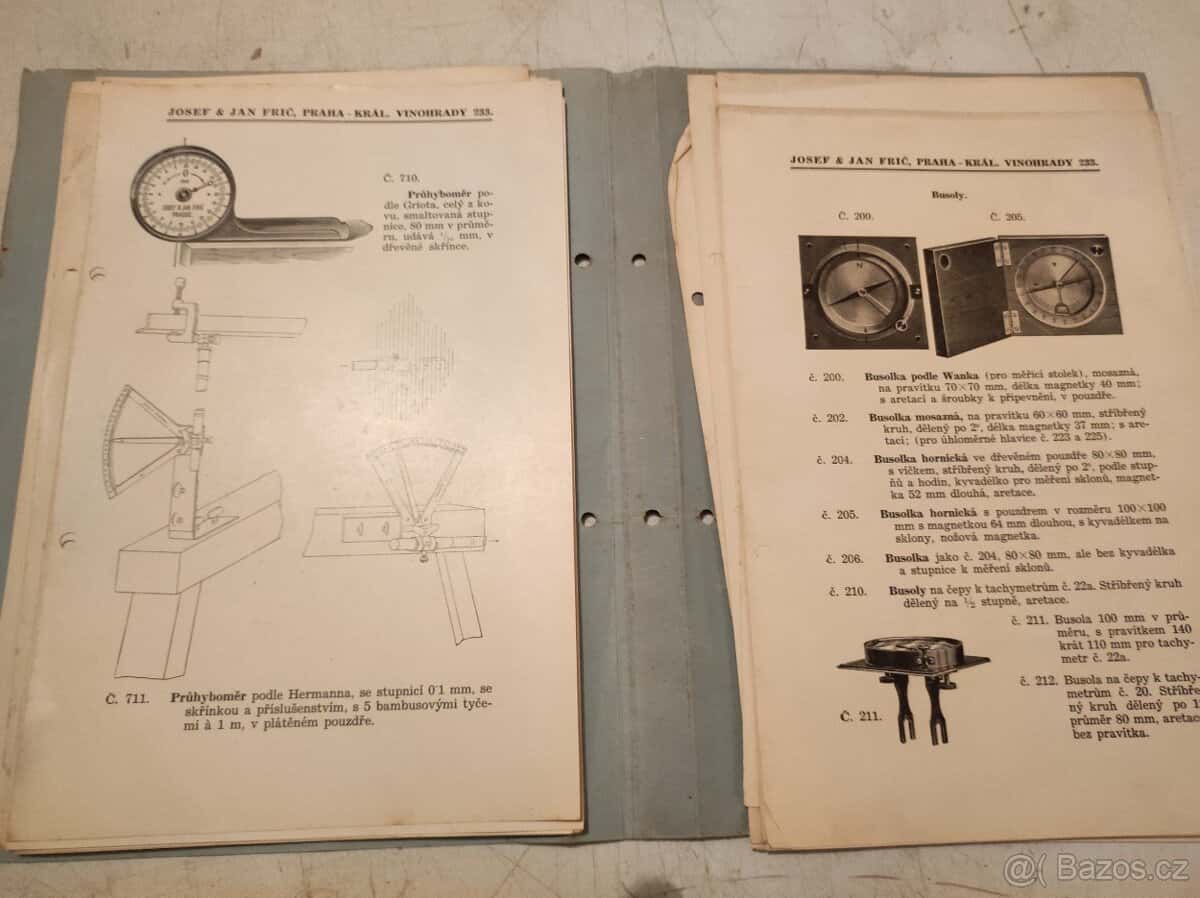 JOSEF & JAN FRIČ, PRAHA-KRÁL. VINOHRADY 233.
JOSEF & JAN FRIČ
PRAGUE
Č. 710.
Průhyboměr po-
dle Griota, celý z ko-
vu, smaltovaná stup-
nice, 80 mm v průmě-
ru, udává ¹/₁₀ mm, v
dřevěné skřínce.
Č. 711. Průhyboměr podle Hermanna, se stupnicí 0·1 mm, se
skřínkou a příslušenstvím, s 5 bambusovými tyče-
mi à 1 m, v plátěném pouzdře.
JOSEF & JAN FRIČ, PRAHA-KRÁL. VINOHRADY 233.
Busoly.
Č. 200. Č. 205.
č. 200. Busolka podle Wanka (pro měřicí stolek), mosazná,
na pravítku 70×70 mm, délka magnetky 40 mm;
s aretací a šroubky k připevnění, v pouzdře.
č. 202. Busolka mosazná, na pravítku 60×60 mm, stříbřený
kruh, dělený po 2°, délka magnetky 37 mm; s are-
tací; (pro úhloměrné hlavice č. 223 a 225).
č. 204. Busolka hornická ve dřevěném pouzdře 80×80 mm,
s víčkem, stříbřený kruh, dělený po 2°, podle stup-
ňů a hodin, kyvadélko pro měření sklonů, magnet-
ka 52 mm dlouhá, aretace.
č. 205. Busolka hornická s pouzdrem v rozměru 100×100
mm s magnetkou 64 mm dlouhou, s kyvadélkem na
sklony, nožová magnetka.
č. 206. Busolka jako č. 204, 80×80 mm, ale bez kyvadélka
a stupnice k měření sklonů.
č. 210. Busoly na čepy k tachymetrům č. 22a. Stříbřený kruh
dělený na ½ stupně, aretace.
č. 211. Busola 100 mm v prů-
měru, s pravítkem 140
krát 110 mm pro tachy-
metr č. 22a.
č. 212. Busola na čepy k tachy-
metrům č. 20. Stříbře-
ný kruh dělený po 1
průměr 80 mm, aretac
bez pravítka.
Č. 211.
@( Bazos.cz